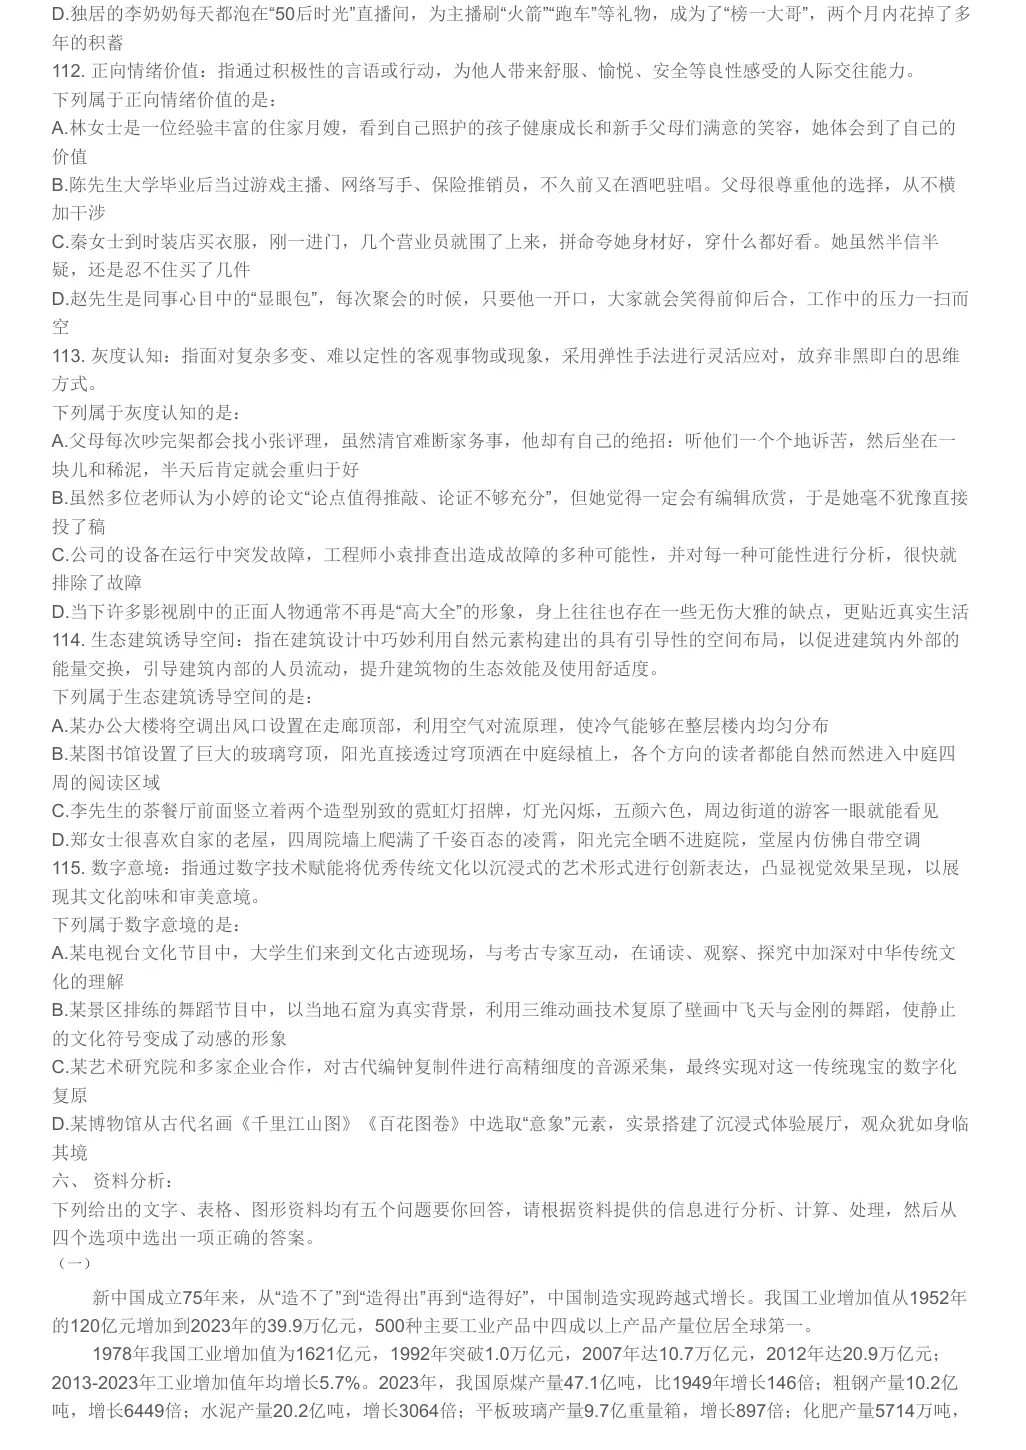 D.独居的李奶奶每天都泡在“50后时光”直播间，为主播刷“火箭”“跑车”等礼物，成为了“榜一大哥”，两个月内花掉了多
年的积蓄
112. 正向情绪价值：指通过积极性的言语或行动，为他人带来舒服、愉悦、安全等良性感受的人际交往能力。
下列属于正向情绪价值的是：
A.林女士是一位经验丰富的住家月嫂，看到自己照护的孩子健康成长和新手父母们满意的笑容，她体会到了自己的
价值
B.陈先生大学毕业后当过游戏主播、网络写手、保险推销员，不久前又在酒吧驻唱。父母很尊重他的选择，从不横
加干涉
C.秦女士到时装店买衣服，刚一进门，几个营业员就围了上来，拼命夸她身材好，穿什么都好看。她虽然半信半
疑，还是忍不住买了几件
D.赵先生是同事心目中的“显眼包”，每次聚会的时候，只要他一开口，大家就会笑得前仰后合，工作中的压力一扫而
空
113. 灰度认知：指面对复杂多变、难以定性的客观事物或现象，采用弹性手法进行灵活应对，放弃非黑即白的思维
方式。
下列属于灰度认知的是：
A.父母每次吵完架都会找小张评理，虽然清官难断家务事，他却有自己的绝招：听他们一个个地诉苦，然后坐在一
块儿和稀泥，半天后肯定就会重归于好
B.虽然多位老师认为小婷的论文“论点值得推敲、论证不够充分”，但她觉得一定会有编辑欣赏，于是她毫不犹豫直接
投了稿
C.公司的设备在运行中突发故障，工程师小袁排查出造成故障的多种可能性，并对每一种可能性进行分析，很快就
排除了故障
D.当下许多影视剧中的正面人物通常不再是“高大全”的形象，身上往往也存在一些无伤大雅的缺点，更贴近真实生活
114. 生态建筑诱导空间：指在建筑设计中巧妙利用自然元素构建出的具有引导性的空间布局，以促进建筑内外部的
能量交换，引导建筑内部的人员流动，提升建筑物的生态效能及使用舒适度。
下列属于生态建筑诱导空间的是：
A.某办公大楼将空调出风口设置在走廊顶部，利用空气对流原理，使冷气能够在整层楼内均匀分布
B.某图书馆设置了巨大的玻璃穹顶，阳光直接透过穹顶洒在中庭绿植上，各个方向的读者都能自然而然进入中庭四
周的阅读区域
C.李先生的茶餐厅前面竖立着两个造型别致的霓虹灯招牌，灯光闪烁，五颜六色，周边街道的游客一眼就能看见
D.郑女士很喜欢自家的老屋，四周院墙上爬满了千姿百态的凌霄，阳光完全晒不进庭院，堂屋内仿佛自带空调
115. 数字意境：指通过数字技术赋能将优秀传统文化以沉浸式的艺术形式进行创新表达，凸显视觉效果呈现，以展
现其文化韵味和审美意境。
下列属于数字意境的是：
A.某电视台文化节目中，大学生们来到文化古迹现场，与考古专家互动，在诵读、观察、探究中加深对中华传统文
化的理解
B.某景区排练的舞蹈节目中，以当地石窟为真实背景，利用三维动画技术复原了壁画中飞天与金刚的舞蹈，使静止
的文化符号变成了动感的形象
C.某艺术研究院和多家企业合作，对古代编钟复制件进行高精细度的音源采集，最终实现对这一传统瑰宝的数字化
复原
D.某博物馆从古代名画《千里江山图》《百花图卷》中选取“意象”元素，实景搭建了沉浸式体验展厅，观众犹如身临
其境
六、 资料分析：
下列给出的文字、表格、图形资料均有五个问题要你回答，请根据资料提供的信息进行分析、计算、处理，然后从
四个选项中选出一项正确的答案。
（一）
新中国成立75年来，从“造不了”到“造得出”再到“造得好”，中国制造实现跨越式增长。我国工业增加值从1952年
的120亿元增加到2023年的39.9万亿元，500种主要工业产品中四成以上产品产量位居全球第一。
1978年我国工业增加值为1621亿元，1992年突破1.0万亿元，2007年达10.7万亿元，2012年达20.9万亿元；
2013-2023年工业增加值年均增长5.7%。2023年，我国原煤产量47.1亿吨，比1949年增长146倍；粗钢产量10.2亿
吨，增长6449倍；水泥产量20.2亿吨，增长3064倍；平板玻璃产量9.7亿重量箱，增长897倍；化肥产量5714万吨，